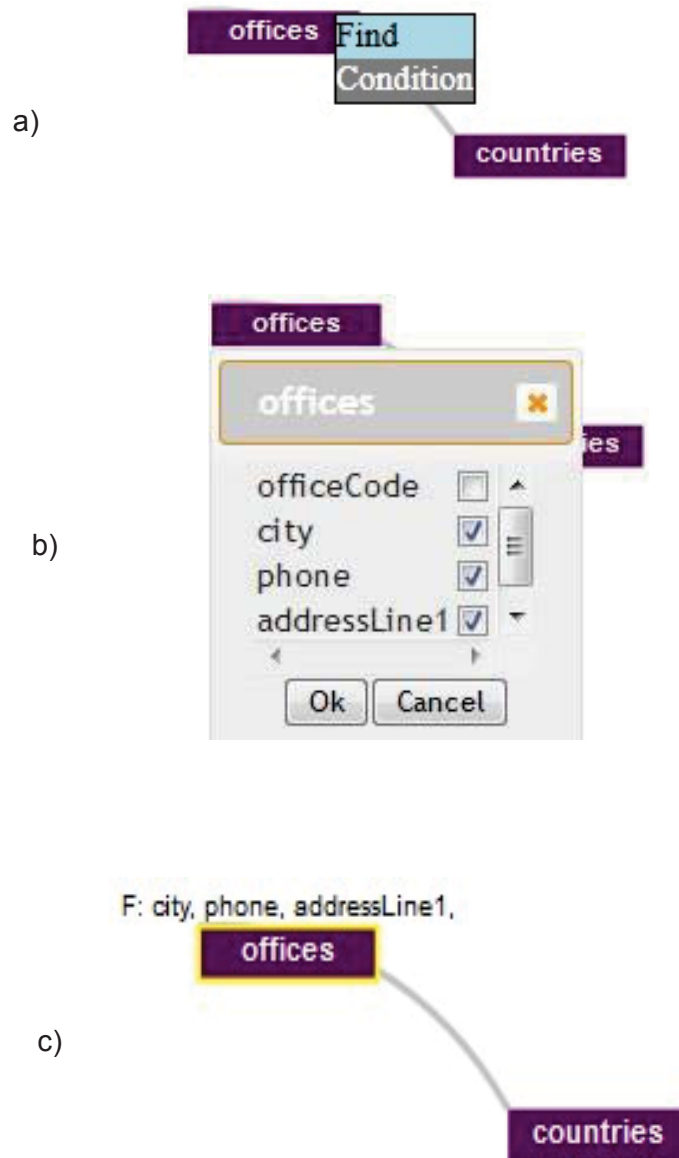 offices
Find
Condition
a)
countries
offices
offices
ies
officeCode
city
b)
phone
addressLine1
Ok Cancel
F: city, phone, addressLine1,
offices
c)
countries